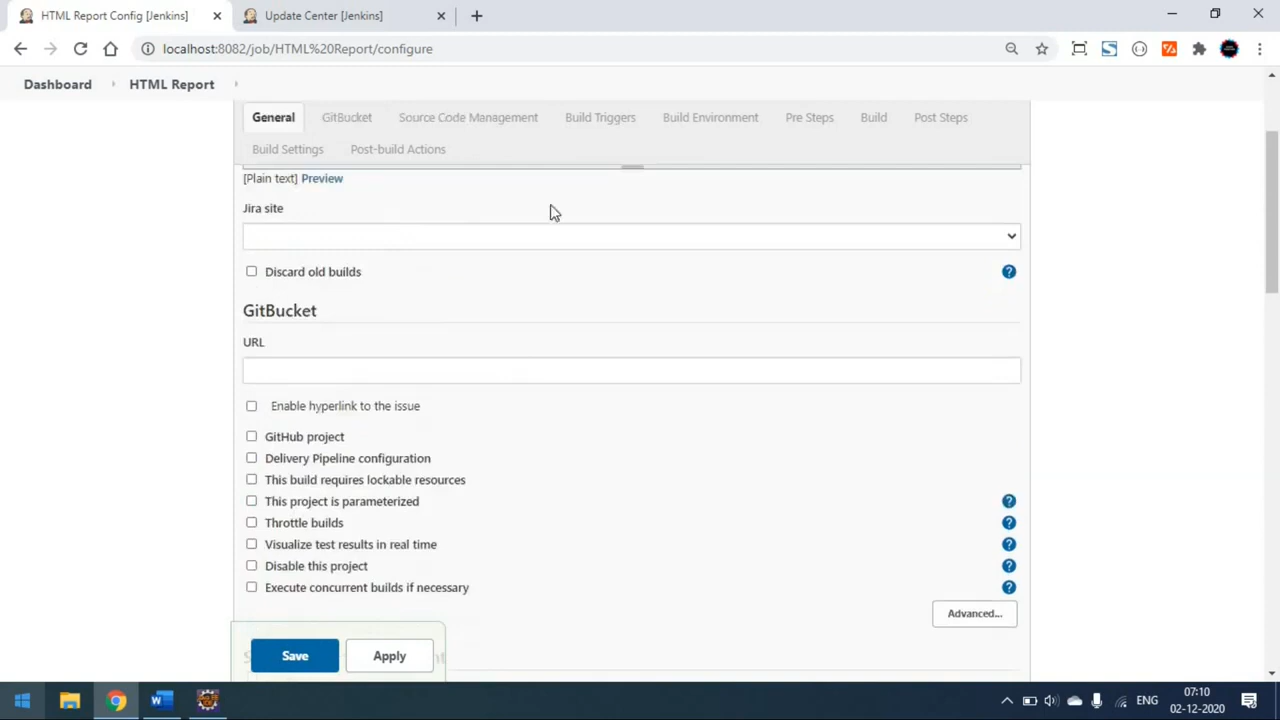 HTML Report Config [Jenkins]
Update Center [Jenkins]
localhost:8082/job/HTML%20Report/configure
Dashboard
HTML Report
General
GitBucket
Source Code Management
Build Triggers
Build Environment
Pre Steps
Build
Post Steps
Build Settings
Post-build Actions
[Plain text] Preview
Jira site
Discard old builds
GitBucket
URL
Enable hyperlink to the issue
GitHub project
Delivery Pipeline configuration
This build requires lockable resources
This project is parameterized
Throttle builds
Visualize test results in real time
Disable this project
Execute concurrent builds if necessary
Advanced...
Save
Apply
ENG
07:10
02-12-2020